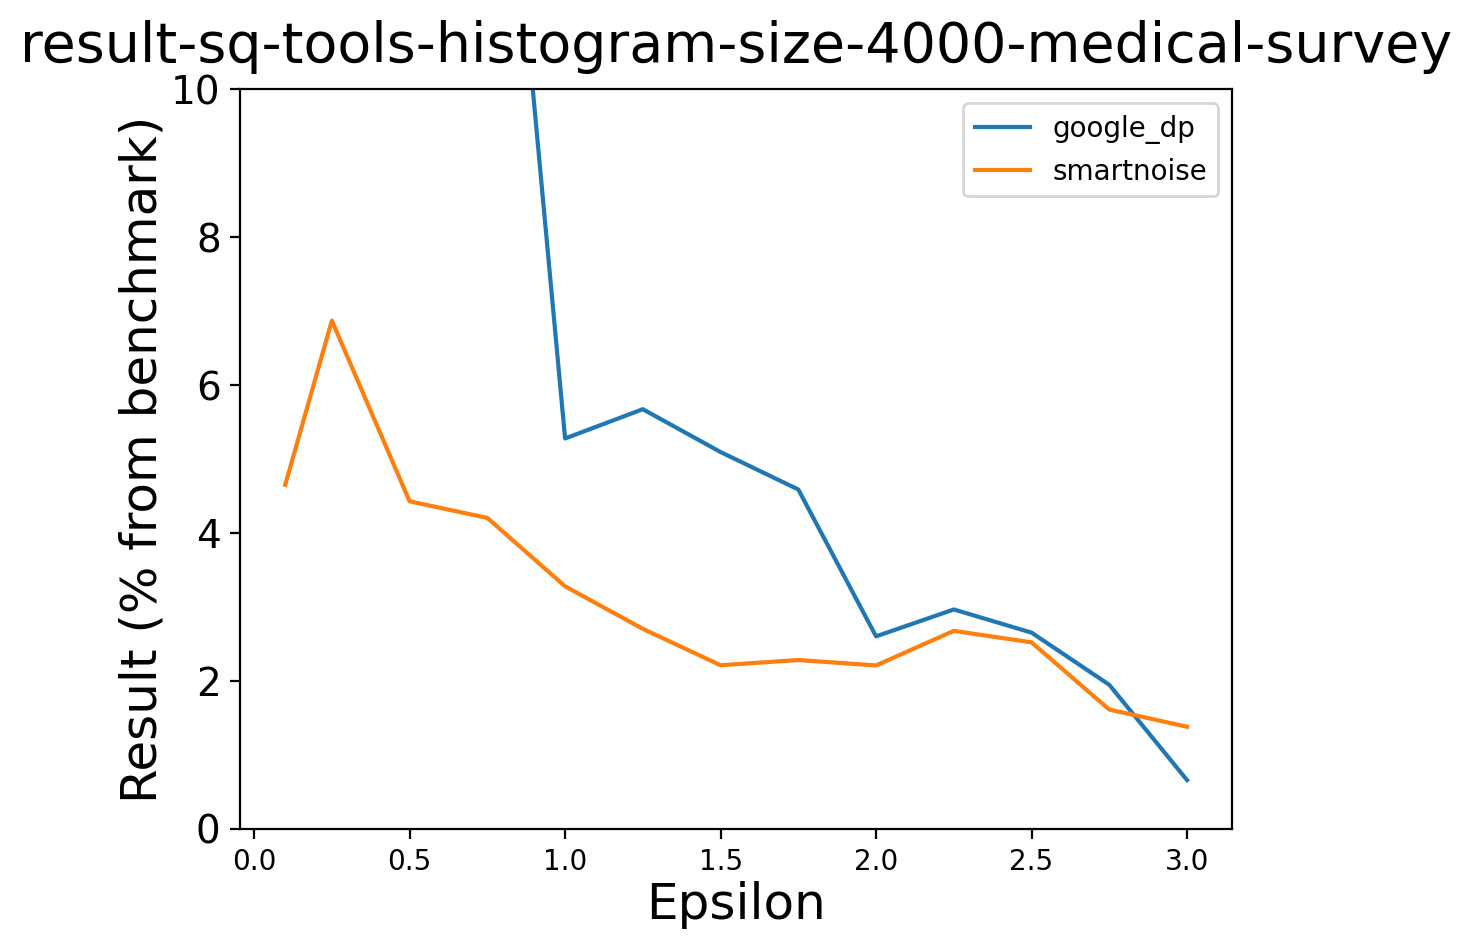 result-sq-tools-histogram-size-4000-medical-survey
10
8
6
4
2
0
Result (% from benchmark)
google_dp
smartnoise
0.0 0.5 1.0 1.5 2.0 2.5 3.0
Epsilon